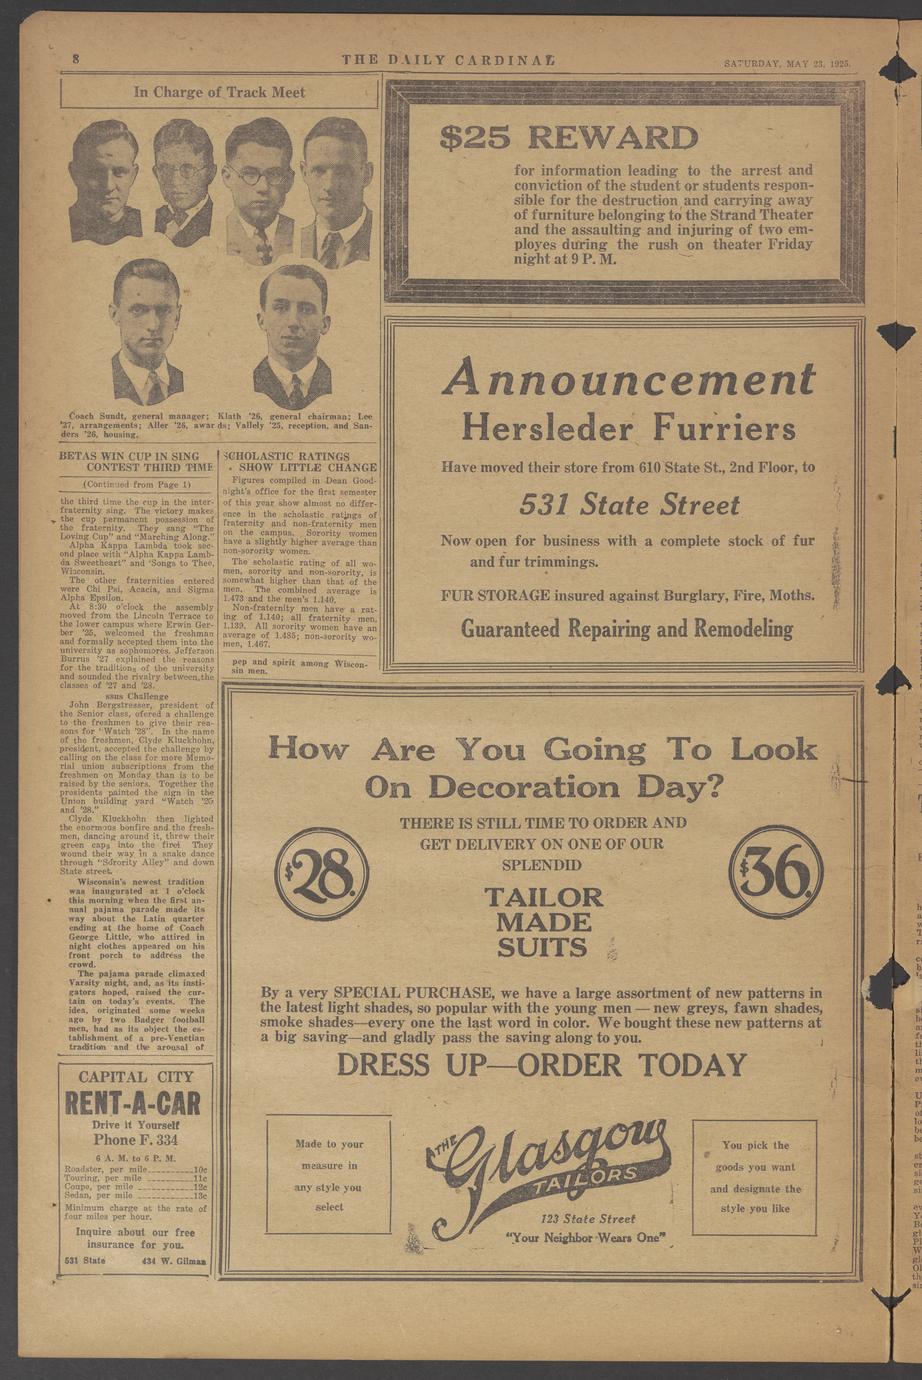 8
THE DAILY CARDINAL
SATURDAY, MAY 23, 1925.
In Charge of Track Meet
Coach Sundt, general manager; Klath '26, general chairman; Lee
'27, arrangements; Aller '26, awards; Vallely '25, reception, and San-
ders '26, housing.
BETAS WIN CUP IN SING
CONTEST THIRD TIME
(Continued from Page 1)
the third time the cup in the inter-
fraternity sing. The victory makes
the cup permanent possession of
the fraternity. They sang "The
Loving Cup" and "Marching Along."
Alpha Kappa Lambda took sec-
ond place with "Alpha Kappa Lamb-
da Sweetheart" and 'Songs to Thee,
Wisconsin.
The other fraternities entered
were Chi Psi, Acacia, and Sigma
Alpha Epsilon.
At 8:30 o'clock the assembly
moved from the Lincoln Terrace to
the lower campus where Erwin Ger-
ber '25, welcomed the freshman
and formally accepted them into the
university as sophomores. Jefferson
Burrus '27 explained the reasons
for the traditions of the university
and sounded the rivalry between the
classes of '27 and '28.
ssus Challenge
John Bergstresser, president of
the Senior class, ofered a challenge
to the freshmen to give their rea-
sons for "Watch '28". In the name
of the freshmen, Clyde Kluckhohn,
president, accepted the challenge by
calling on the class for more Memo-
rial union subscriptions from the
freshmen on Monday than is to be
raised by the seniors. Together the
presidents painted the sign in the
Union building yard "Watch '25
and '28."
Clyde Kluckhohn then lighted
the enormous bonfire and the fresh-
men, dancing around it, threw their
green caps into the fire! They
wound their way in a snake dance
through "Sorority Alley" and down
State street.
Wisconsin's newest tradition
was inaugurated at 1 o'clock
this morning when the first an-
nual pajama parade made its
way about the Latin quarter
ending at the home of Coach
George Little, who attired in
night clothes appeared on his
front porch to address the
crowd.
The pajama parade climaxed
Varsity night, and, as its insti-
gators hoped, raised the cur-
tain on today's events. The
idea, originated some weeks
ago by two Badger football
men, had as its object the es-
tablishment of a pre-Venetian
tradition and the arousal of
SCHOLASTIC RATINGS
SHOW LITTLE CHANGE
Figures compiled in Dean Good-
night's office for the first semester
of this year show almost no differ-
ence in the scholastic ratings of
fraternity and non-fraternity men
on the campus. Sorority women
have a slightly higher average than
non-sorority women.
The scholastic rating of all wo-
men, sorority and non-sorority, is
somewhat higher than that of the
men. The combined average is
1.473 and the men's 1.140.
Non-fraternity men have a rat-
ing of 1.140; all fraternity men,
1.139. All sorority women have an
average of 1.485; non-sorority wo-
men, 1.467.
pep and spirit among Wiscon-
sin men.
CAPITAL CITY
RENT-A-CAR
Drive it Yourself
Phone F. 334
6 A. M. to 6 P. M.
Roadster, per mile 10c
Touring, per mile 11c
Coupe, per mile 12c
Sedan, per mile 13c
Minimum charge at the rate of
four miles per hour.
Inquire about our free
insurance for you.
531 State 434 W. Gilman
$25 REWARD
for information leading to the arrest and
conviction of the student or students respon-
sible for the destruction and carrying away
of furniture belonging to the Strand Theater
and the assaulting and injuring of two em-
ployes during the rush on theater Friday
night at 9 P. M.
Announcement
Hersleder Furriers
Have moved their store from 610 State St., 2nd Floor, to
531 State Street
Now open for business with a complete stock of fur
and fur trimmings.
FUR STORAGE insured against Burglary, Fire, Moths.
Guaranteed Repairing and Remodeling
How Are You Going To Look
On Decoration Day?
THERE IS STILL TIME TO ORDER AND
GET DELIVERY ON ONE OF OUR
SPLENDID
$28.
TAILOR
MADE
SUITS
$36.
By a very SPECIAL PURCHASE, we have a large assortment of new patterns in
the latest light shades, so popular with the young men — new greys, fawn shades,
smoke shades—every one the last word in color. We bought these new patterns at
a big saving—and gladly pass the saving along to you.
DRESS UP—ORDER TODAY
Made to your
measure in
any style you
select
THE
Glasgow
TAILORS
123 State Street
"Your Neighbor Wears One"
You pick the
goods you want
and designate the
style you like